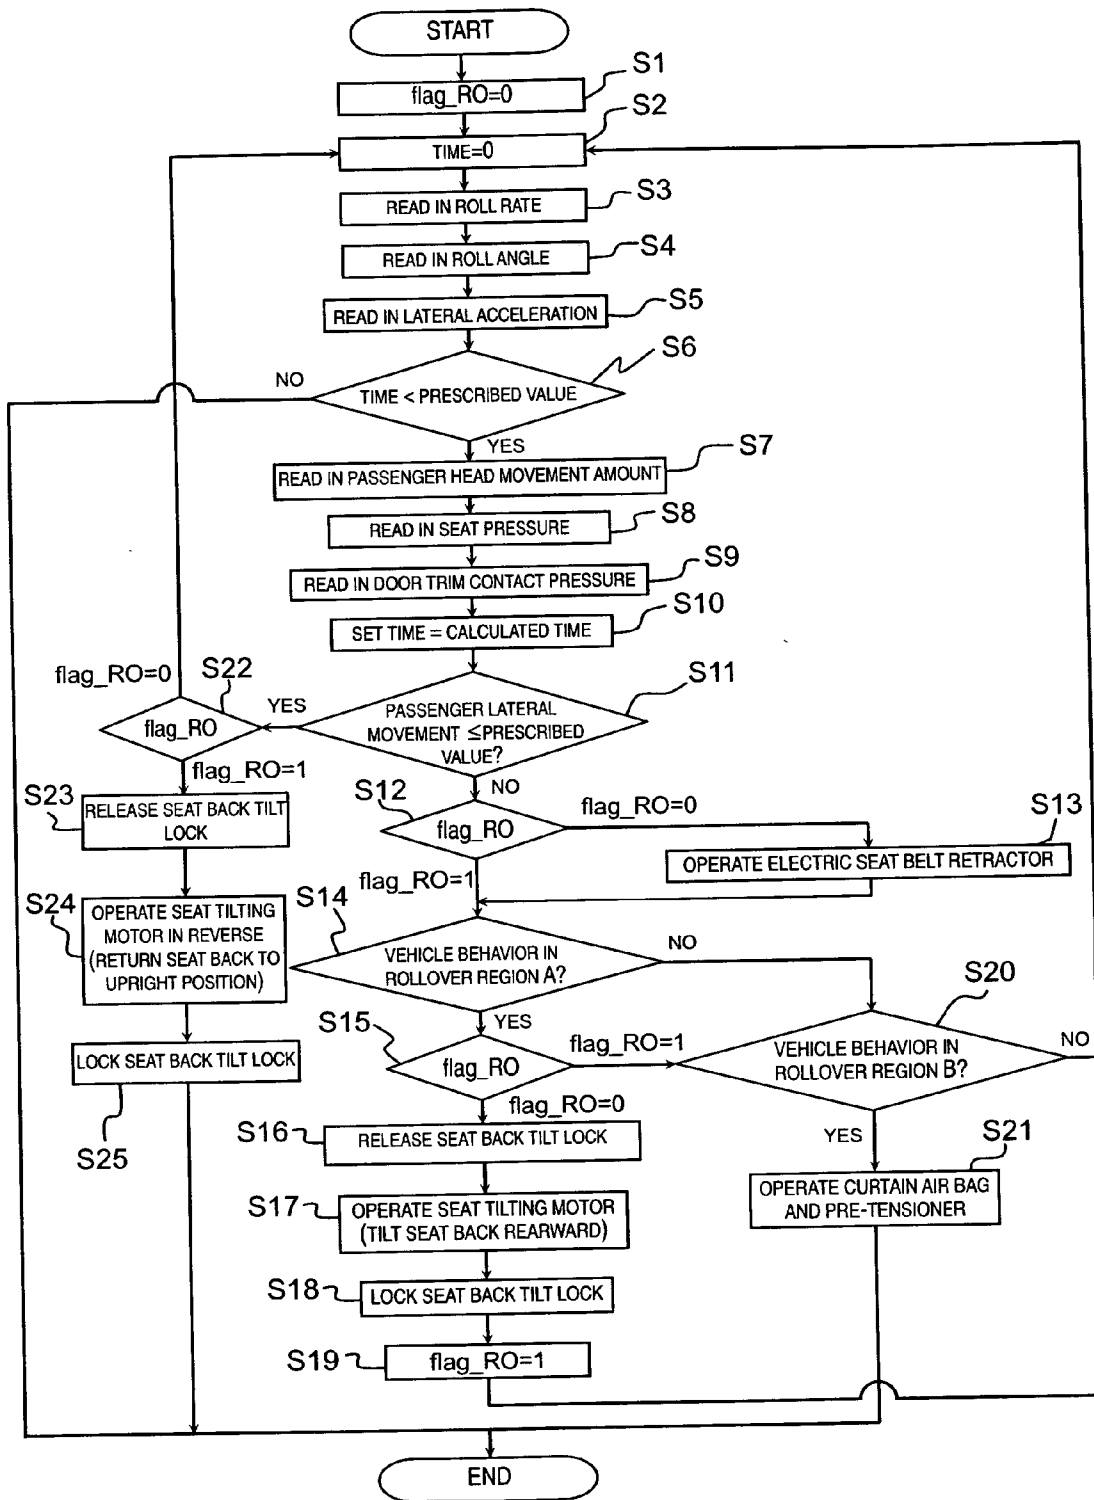 START
S1
flag_RO=0
S2
TIME=0
S3
READ IN ROLL RATE
S4
READ IN ROLL ANGLE
S5
READ IN LATERAL ACCELERATION
S6
NO
TIME < PRESCRIBED VALUE
YES
S7
READ IN PASSENGER HEAD MOVEMENT AMOUNT
S8
READ IN SEAT PRESSURE
S9
READ IN DOOR TRIM CONTACT PRESSURE
S10
SET TIME = CALCULATED TIME
S11
PASSENGER LATERAL
MOVEMENT ≤PRESCRIBED
VALUE?
YES
NO
flag_RO=0
S22
flag_RO
flag_RO=1
S23
RELEASE SEAT BACK TILT
LOCK
S24
OPERATE SEAT TILTING
MOTOR IN REVERSE
(RETURN SEAT BACK TO
UPRIGHT POSITION)
LOCK SEAT BACK TILT LOCK
S25
S12
flag_RO
flag_RO=0
S13
OPERATE ELECTRIC SEAT BELT RETRACTOR
flag_RO=1
S14
VEHICLE BEHAVIOR IN
ROLLOVER REGION A?
NO
YES
S15
flag_RO
flag_RO=1
flag_RO=0
S20
VEHICLE BEHAVIOR IN
ROLLOVER REGION B?
NO
YES
S21
OPERATE CURTAIN AIR BAG
AND PRE-TENSIONER
S16
RELEASE SEAT BACK TILT LOCK
S17
OPERATE SEAT TILTING MOTOR
(TILT SEAT BACK REARWARD)
S18
LOCK SEAT BACK TILT LOCK
S19
flag_RO=1
END